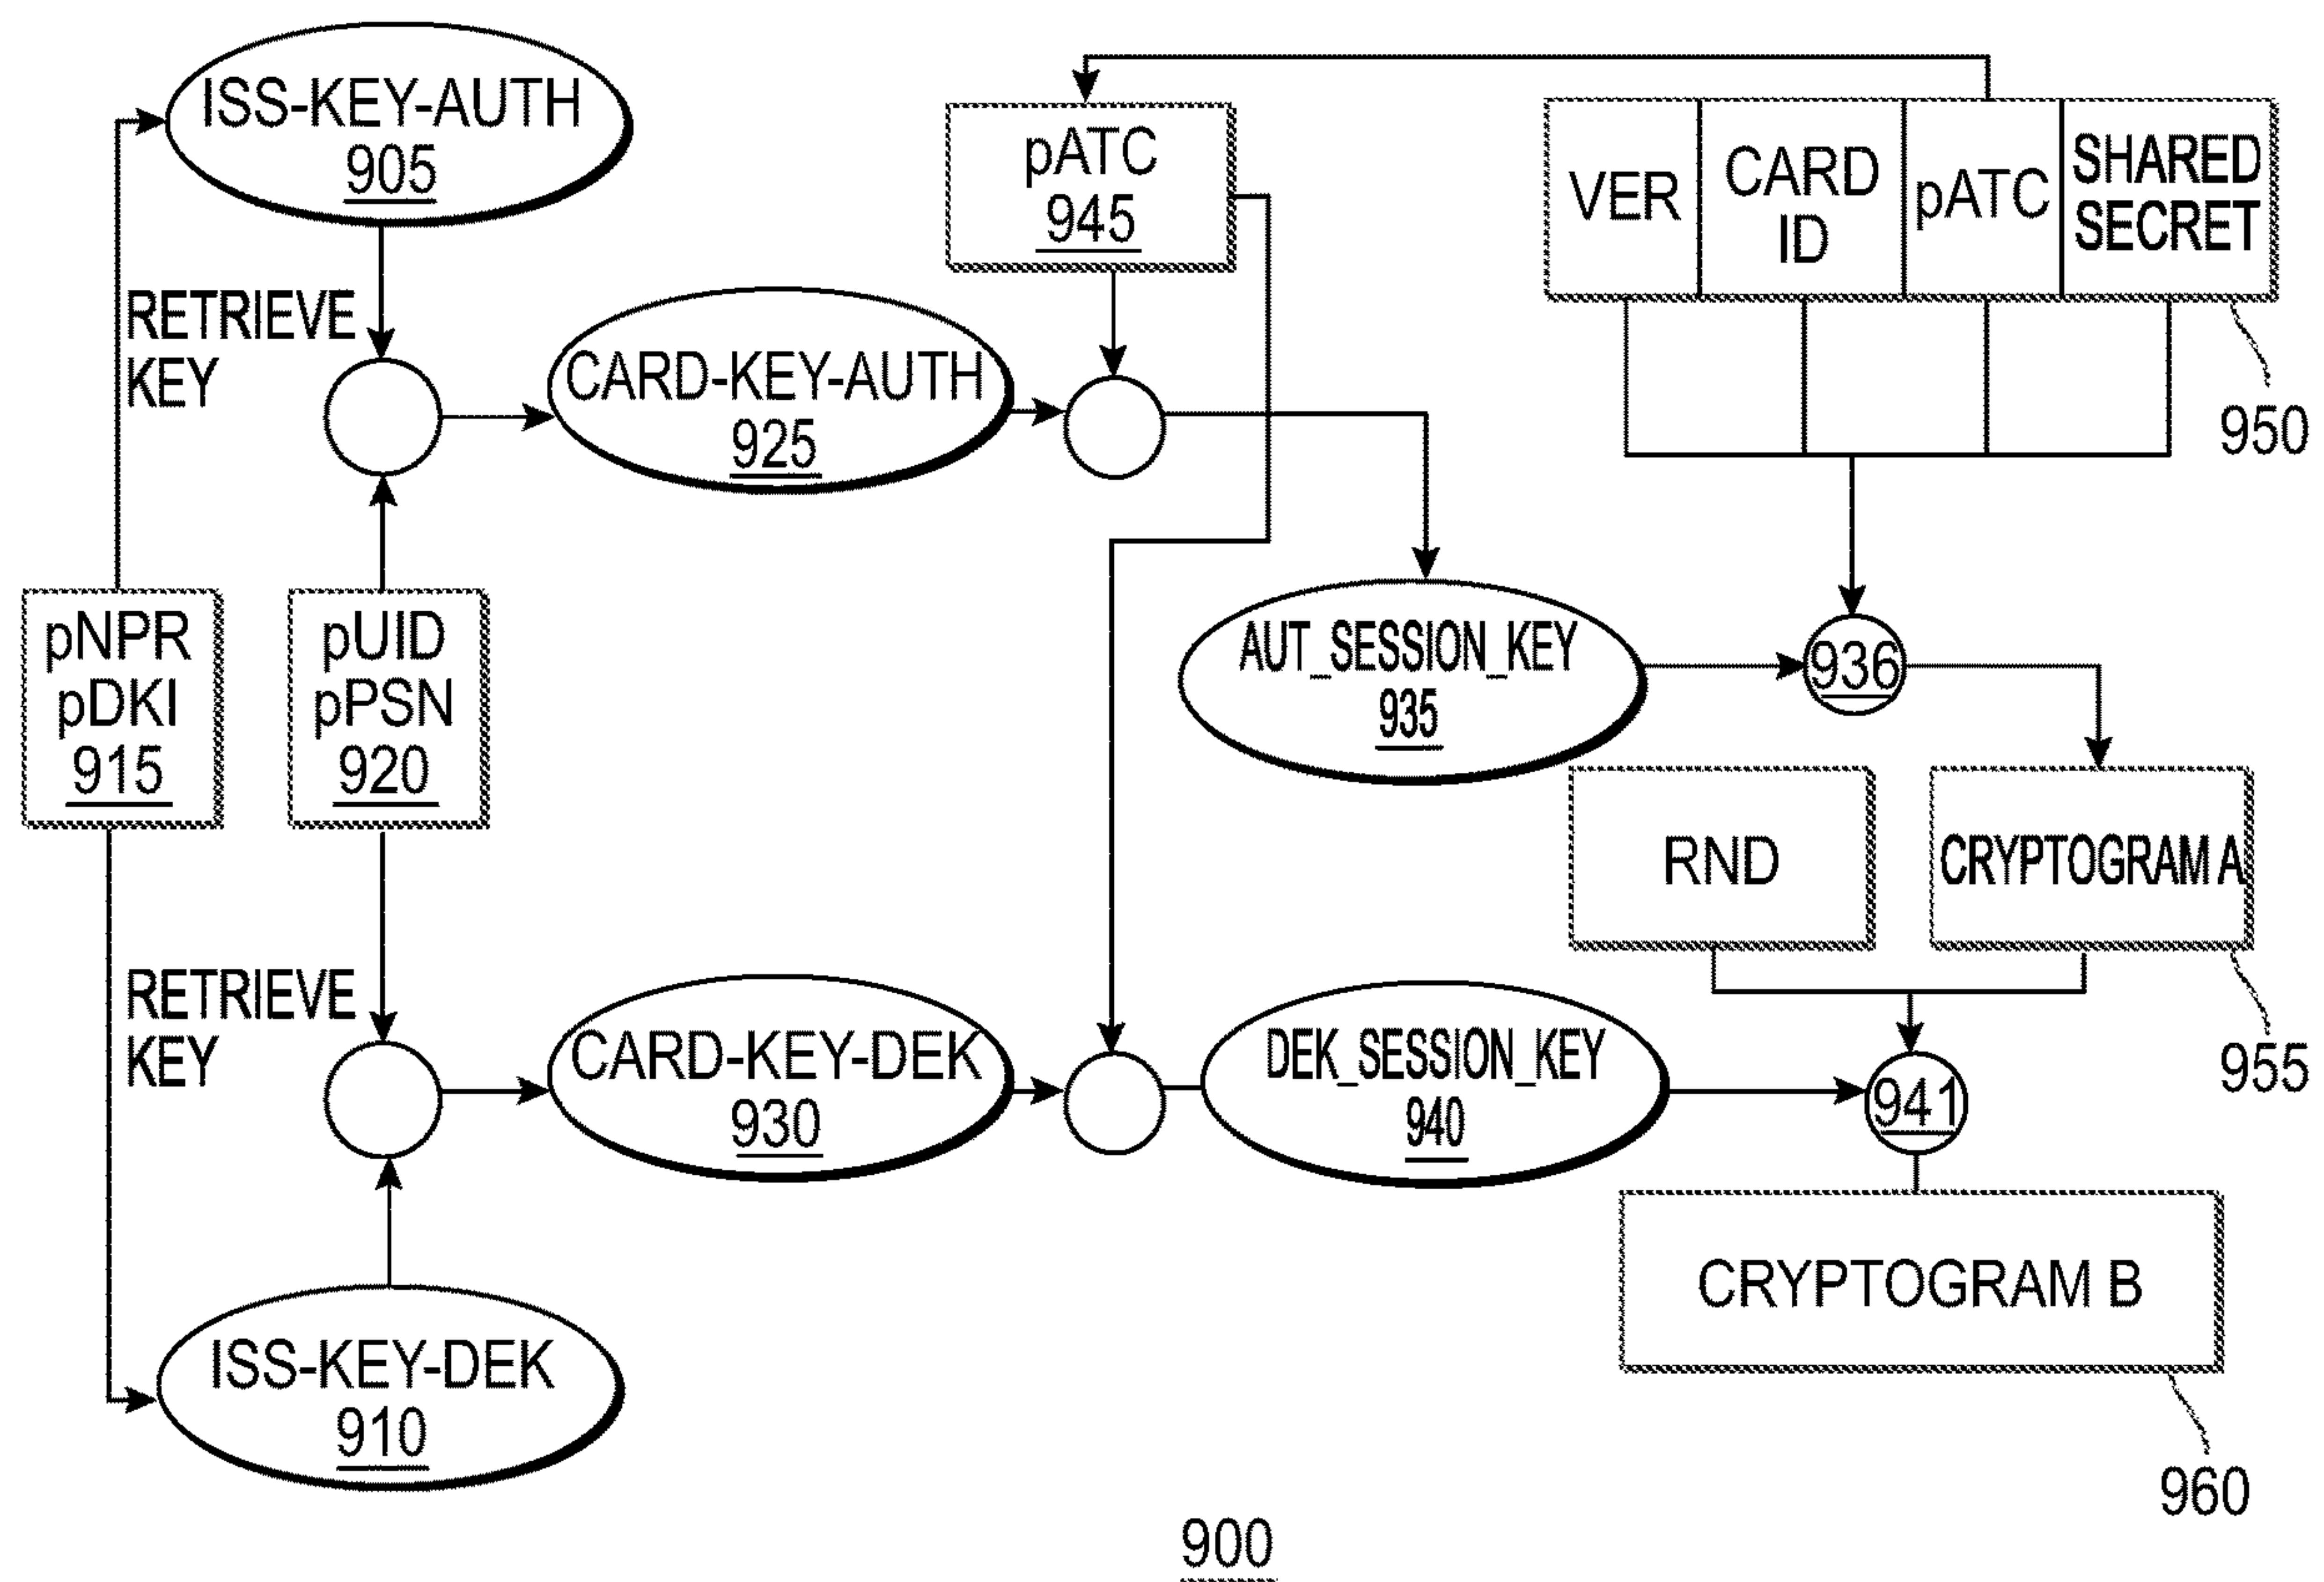 ISS-KEY-AUTH
905
RETRIEVE
KEY
pATC
945
VER
CARD
ID
pATC
SHARED
SECRET
950
CARD-KEY-AUTH
925
pNPR
pDKI
915
pUID
pPSN
920
AUT_SESSION_KEY
935
936
RND
CRYPTOGRAM A
955
RETRIEVE
KEY
CARD-KEY-DEK
930
DEK_SESSION_KEY
940
941
CRYPTOGRAM B
960
ISS-KEY-DEK
910
900